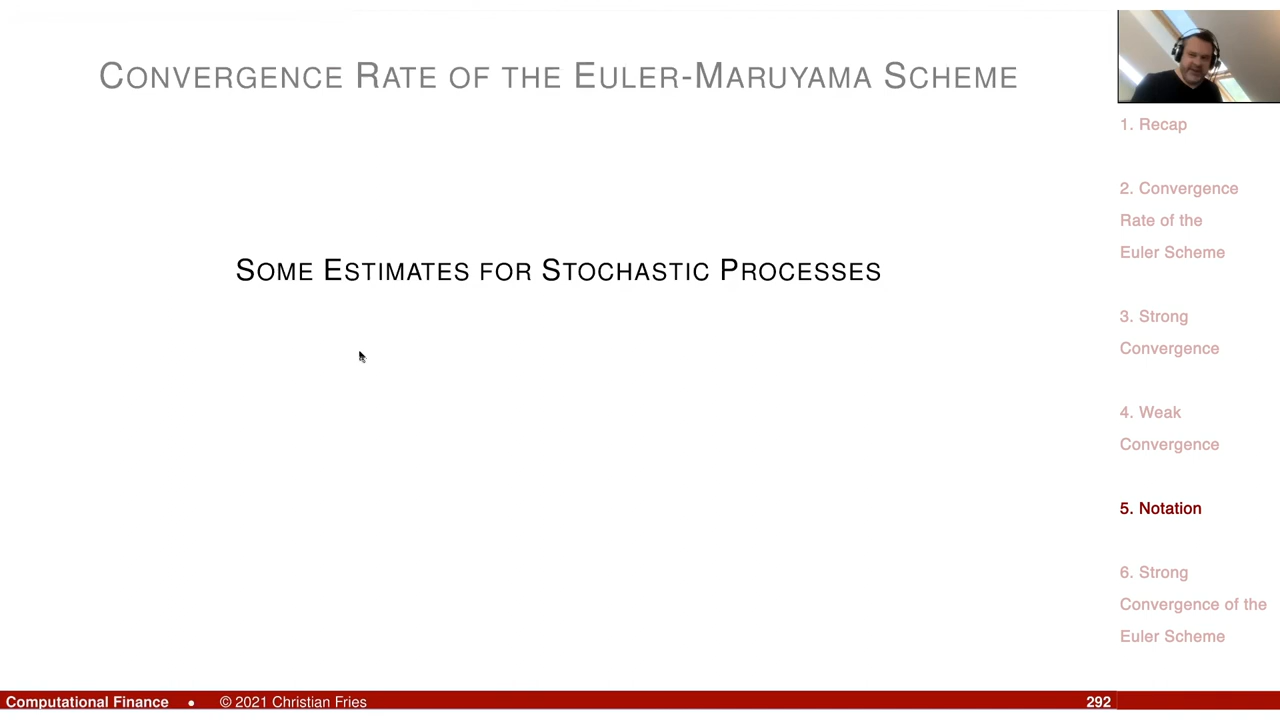 CONVERGENCE RATE OF THE EULER-MARUYAMA SCHEME
SOME ESTIMATES FOR STOCHASTIC PROCESSES
1. Recap
2. Convergence
Rate of the
Euler Scheme
3. Strong
Convergence
4. Weak
Convergence
5. Notation
6. Strong
Convergence of the
Euler Scheme
Computational Finance • © 2021 Christian Fries 292